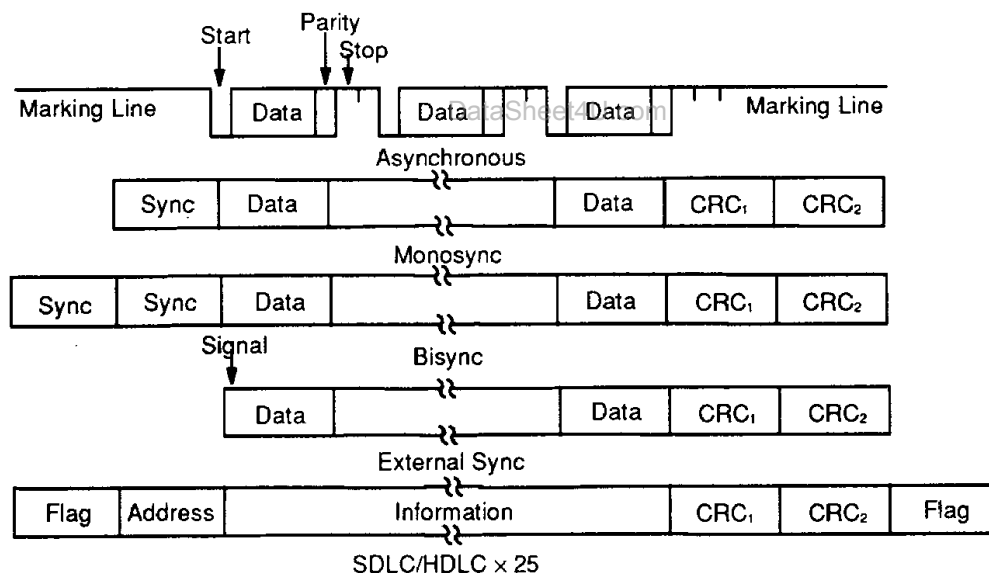 Start Parity Stop
Marking Line Data Data Data Marking Line
DataSheet4U.com
Asynchronous
Sync Data Data CRC₁ CRC₂
Monosync
Sync Sync Data Data CRC₁ CRC₂
Signal
Bisync
Data Data CRC₁ CRC₂
External Sync
Flag Address Information CRC₁ CRC₂ Flag
SDLC/HDLC × 25